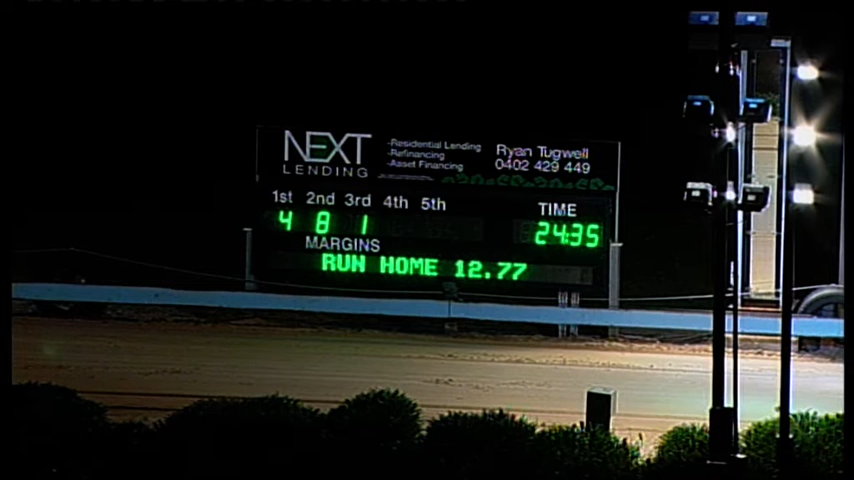 NEXT
LENDING
-Residential Lending
-Refinancing
-Asset Financing
Ryan Tugwell
0402 429 449
1st 2nd 3rd 4th 5th
TIME
4 8 1
24:35
MARGINS
RUN HOME 12.77